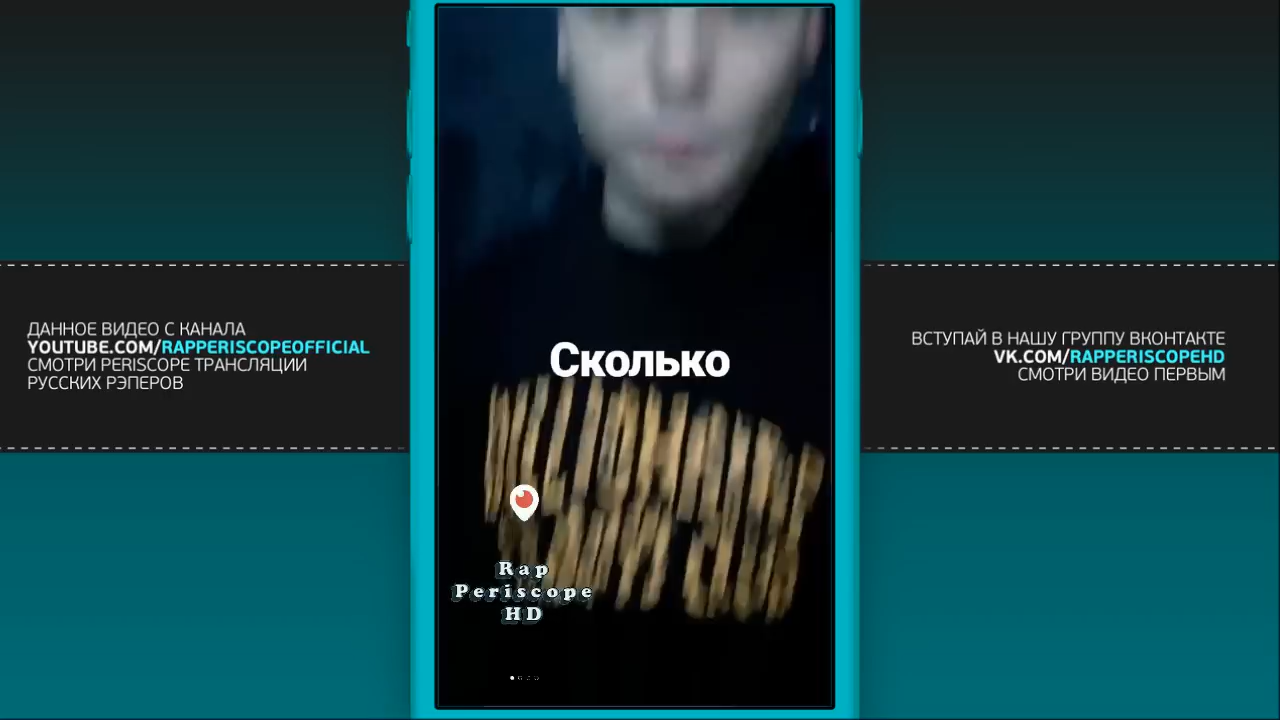 ДАННОЕ ВИДЕО С КАНАЛА
YOUTUBE.COM/RAPPERISCOPEOFFICIAL
СМОТРИ PERISCOPE ТРАНСЛЯЦИИ
РУССКИХ РЭПЕРОВ
Сколько
Rap
Periscope
HD
ВСТУПАЙ В НАШУ ГРУППУ ВКОНТАКТЕ
VK.COM/RAPPERISCOPEHD
СМОТРИ ВИДЕО ПЕРВЫМ